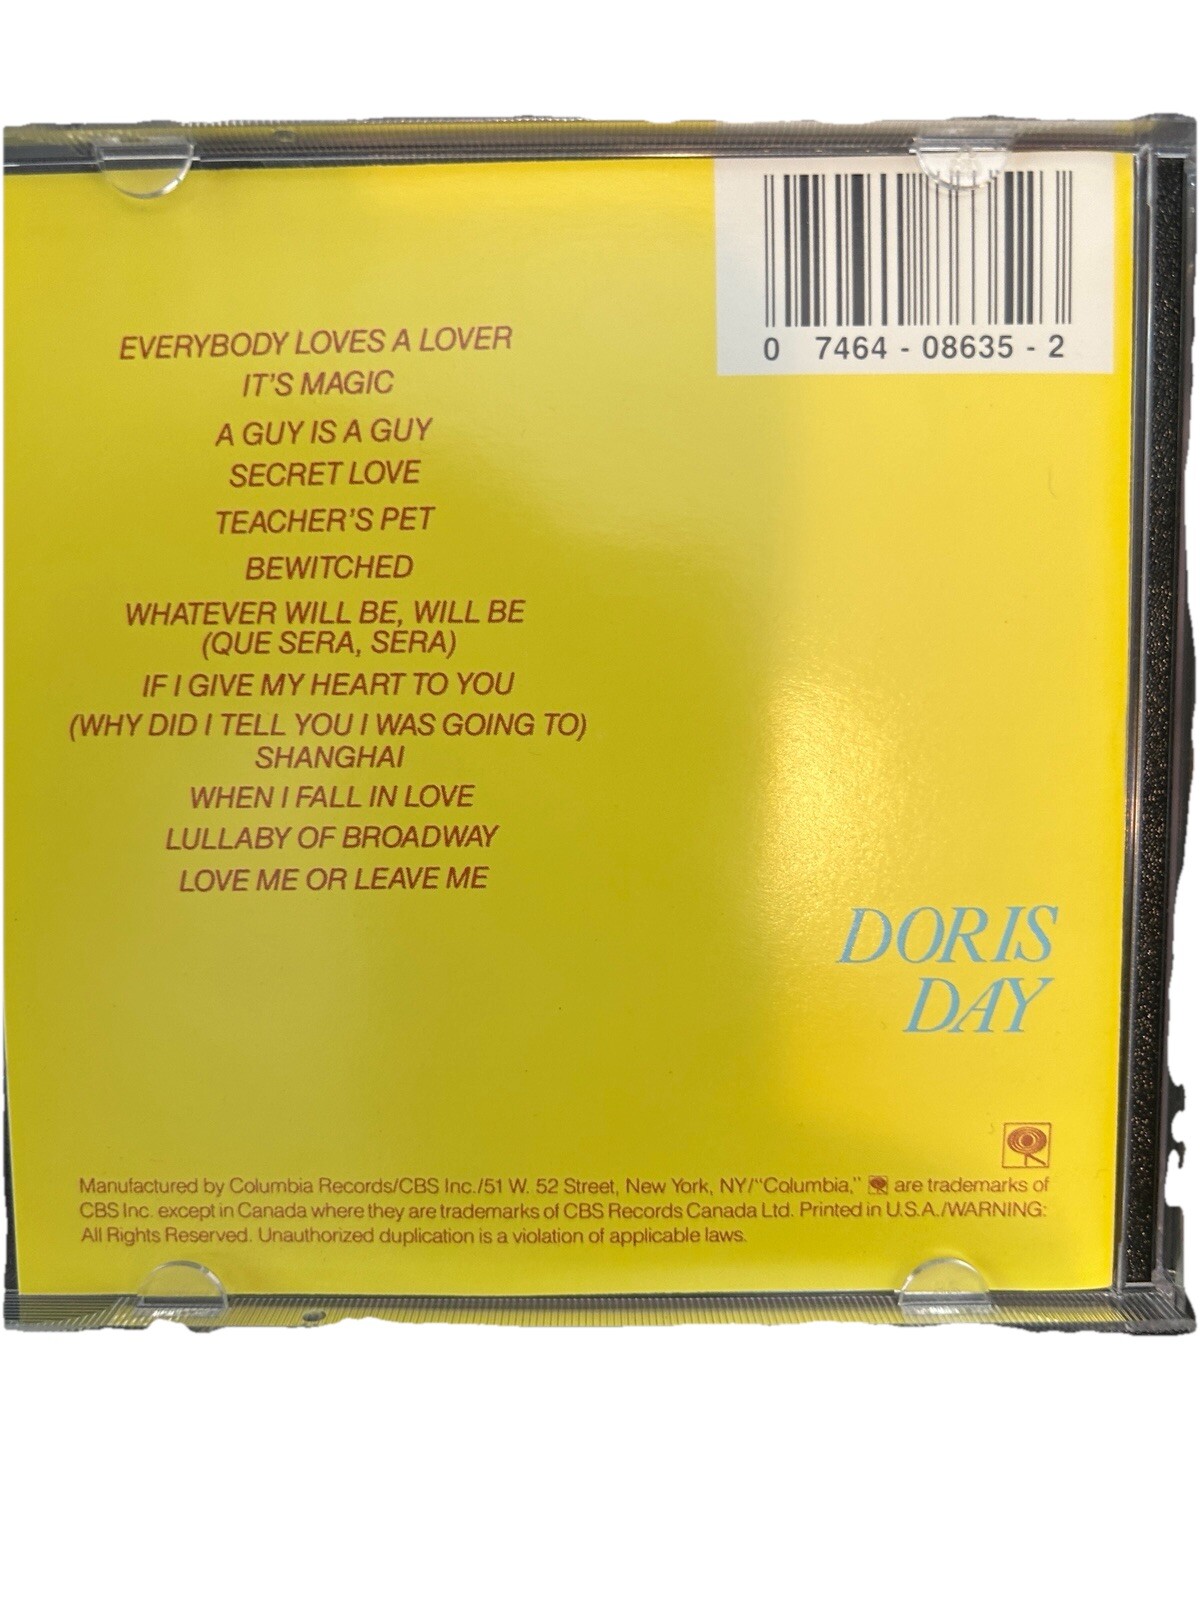 0 7464 - 08635 - 2
EVERYBODY LOVES A LOVER
IT'S MAGIC
A GUY IS A GUY
SECRET LOVE
TEACHER'S PET
BEWITCHED
WHATEVER WILL BE, WILL BE
(QUE SERA, SERA)
IF I GIVE MY HEART TO YOU
(WHY DID I TELL YOU I WAS GOING TO)
SHANGHAI
WHEN I FALL IN LOVE
LULLABY OF BROADWAY
LOVE ME OR LEAVE ME
DORIS
DAY
Manufactured by Columbia Records/CBS Inc./51 W. 52 Street, New York, NY/"Columbia," are trademarks of
CBS Inc. except in Canada where they are trademarks of CBS Records Canada Ltd. Printed in U.S.A./WARNING:
All Rights Reserved. Unauthorized duplication is a violation of applicable laws.